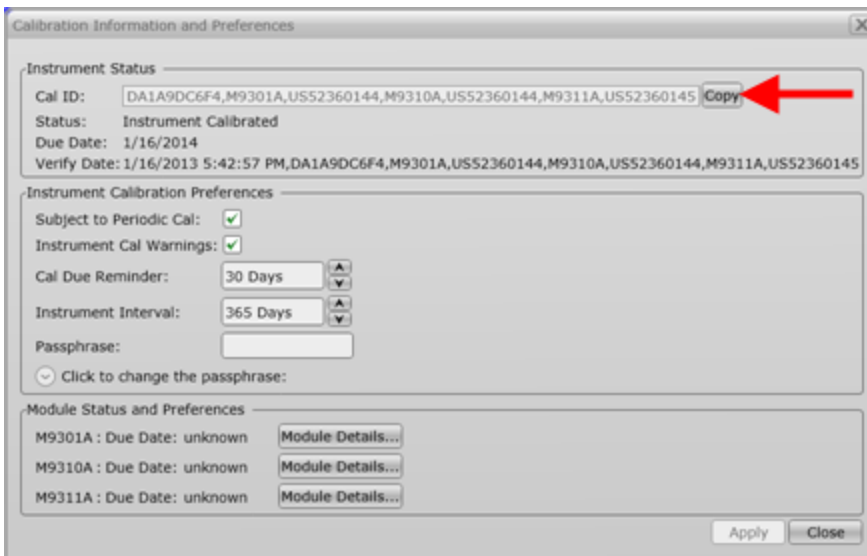 Calibration Information and Preferences
Instrument Status
Cal ID: DA1A9DC6F4,M9301A,US52360144,M9310A,US52360144,M9311A,US52360145 Copy
Status: Instrument Calibrated
Due Date: 1/16/2014
Verify Date: 1/16/2013 5:42:57 PM,DA1A9DC6F4,M9301A,US52360144,M9310A,US52360144,M9311A,US52360145
Instrument Calibration Preferences
Subject to Periodic Cal:
Instrument Cal Warnings:
Cal Due Reminder: 30 Days
Instrument Interval: 365 Days
Passphrase:
Click to change the passphrase:
Module Status and Preferences
M9301A : Due Date: unknown Module Details...
M9310A : Due Date: unknown Module Details...
M9311A : Due Date: unknown Module Details...
Apply Close